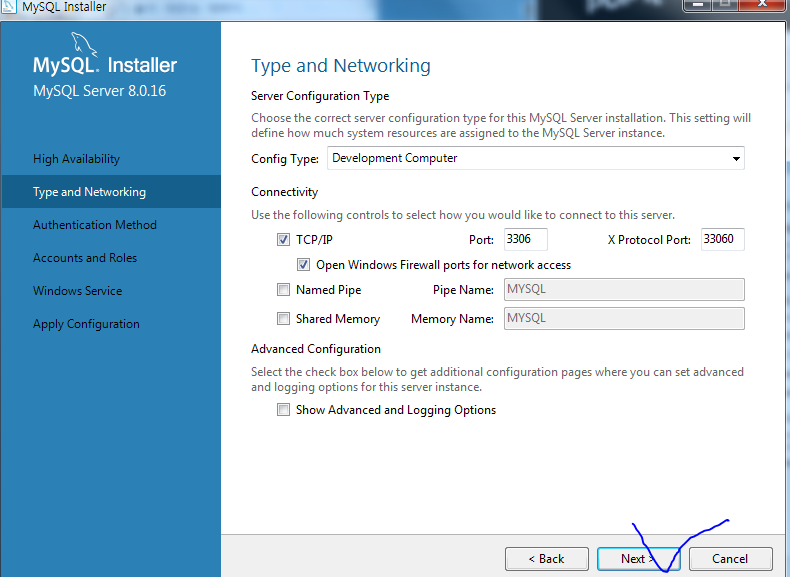 MySQL Installer
MySQL. Installer
MySQL Server 8.0.16
High Availability
Type and Networking
Authentication Method
Accounts and Roles
Windows Service
Apply Configuration
Type and Networking
Server Configuration Type
Choose the correct server configuration type for this MySQL Server installation. This setting will
define how much system resources are assigned to the MySQL Server instance.
Config Type: Development Computer
Connectivity
Use the following controls to select how you would like to connect to this server.
TCP/IP Port: 3306 X Protocol Port: 33060
Open Windows Firewall ports for network access
Named Pipe Pipe Name: MYSQL
Shared Memory Memory Name: MYSQL
Advanced Configuration
Select the check box below to get additional configuration pages where you can set advanced
and logging options for this server instance.
Show Advanced and Logging Options
< Back Next > Cancel